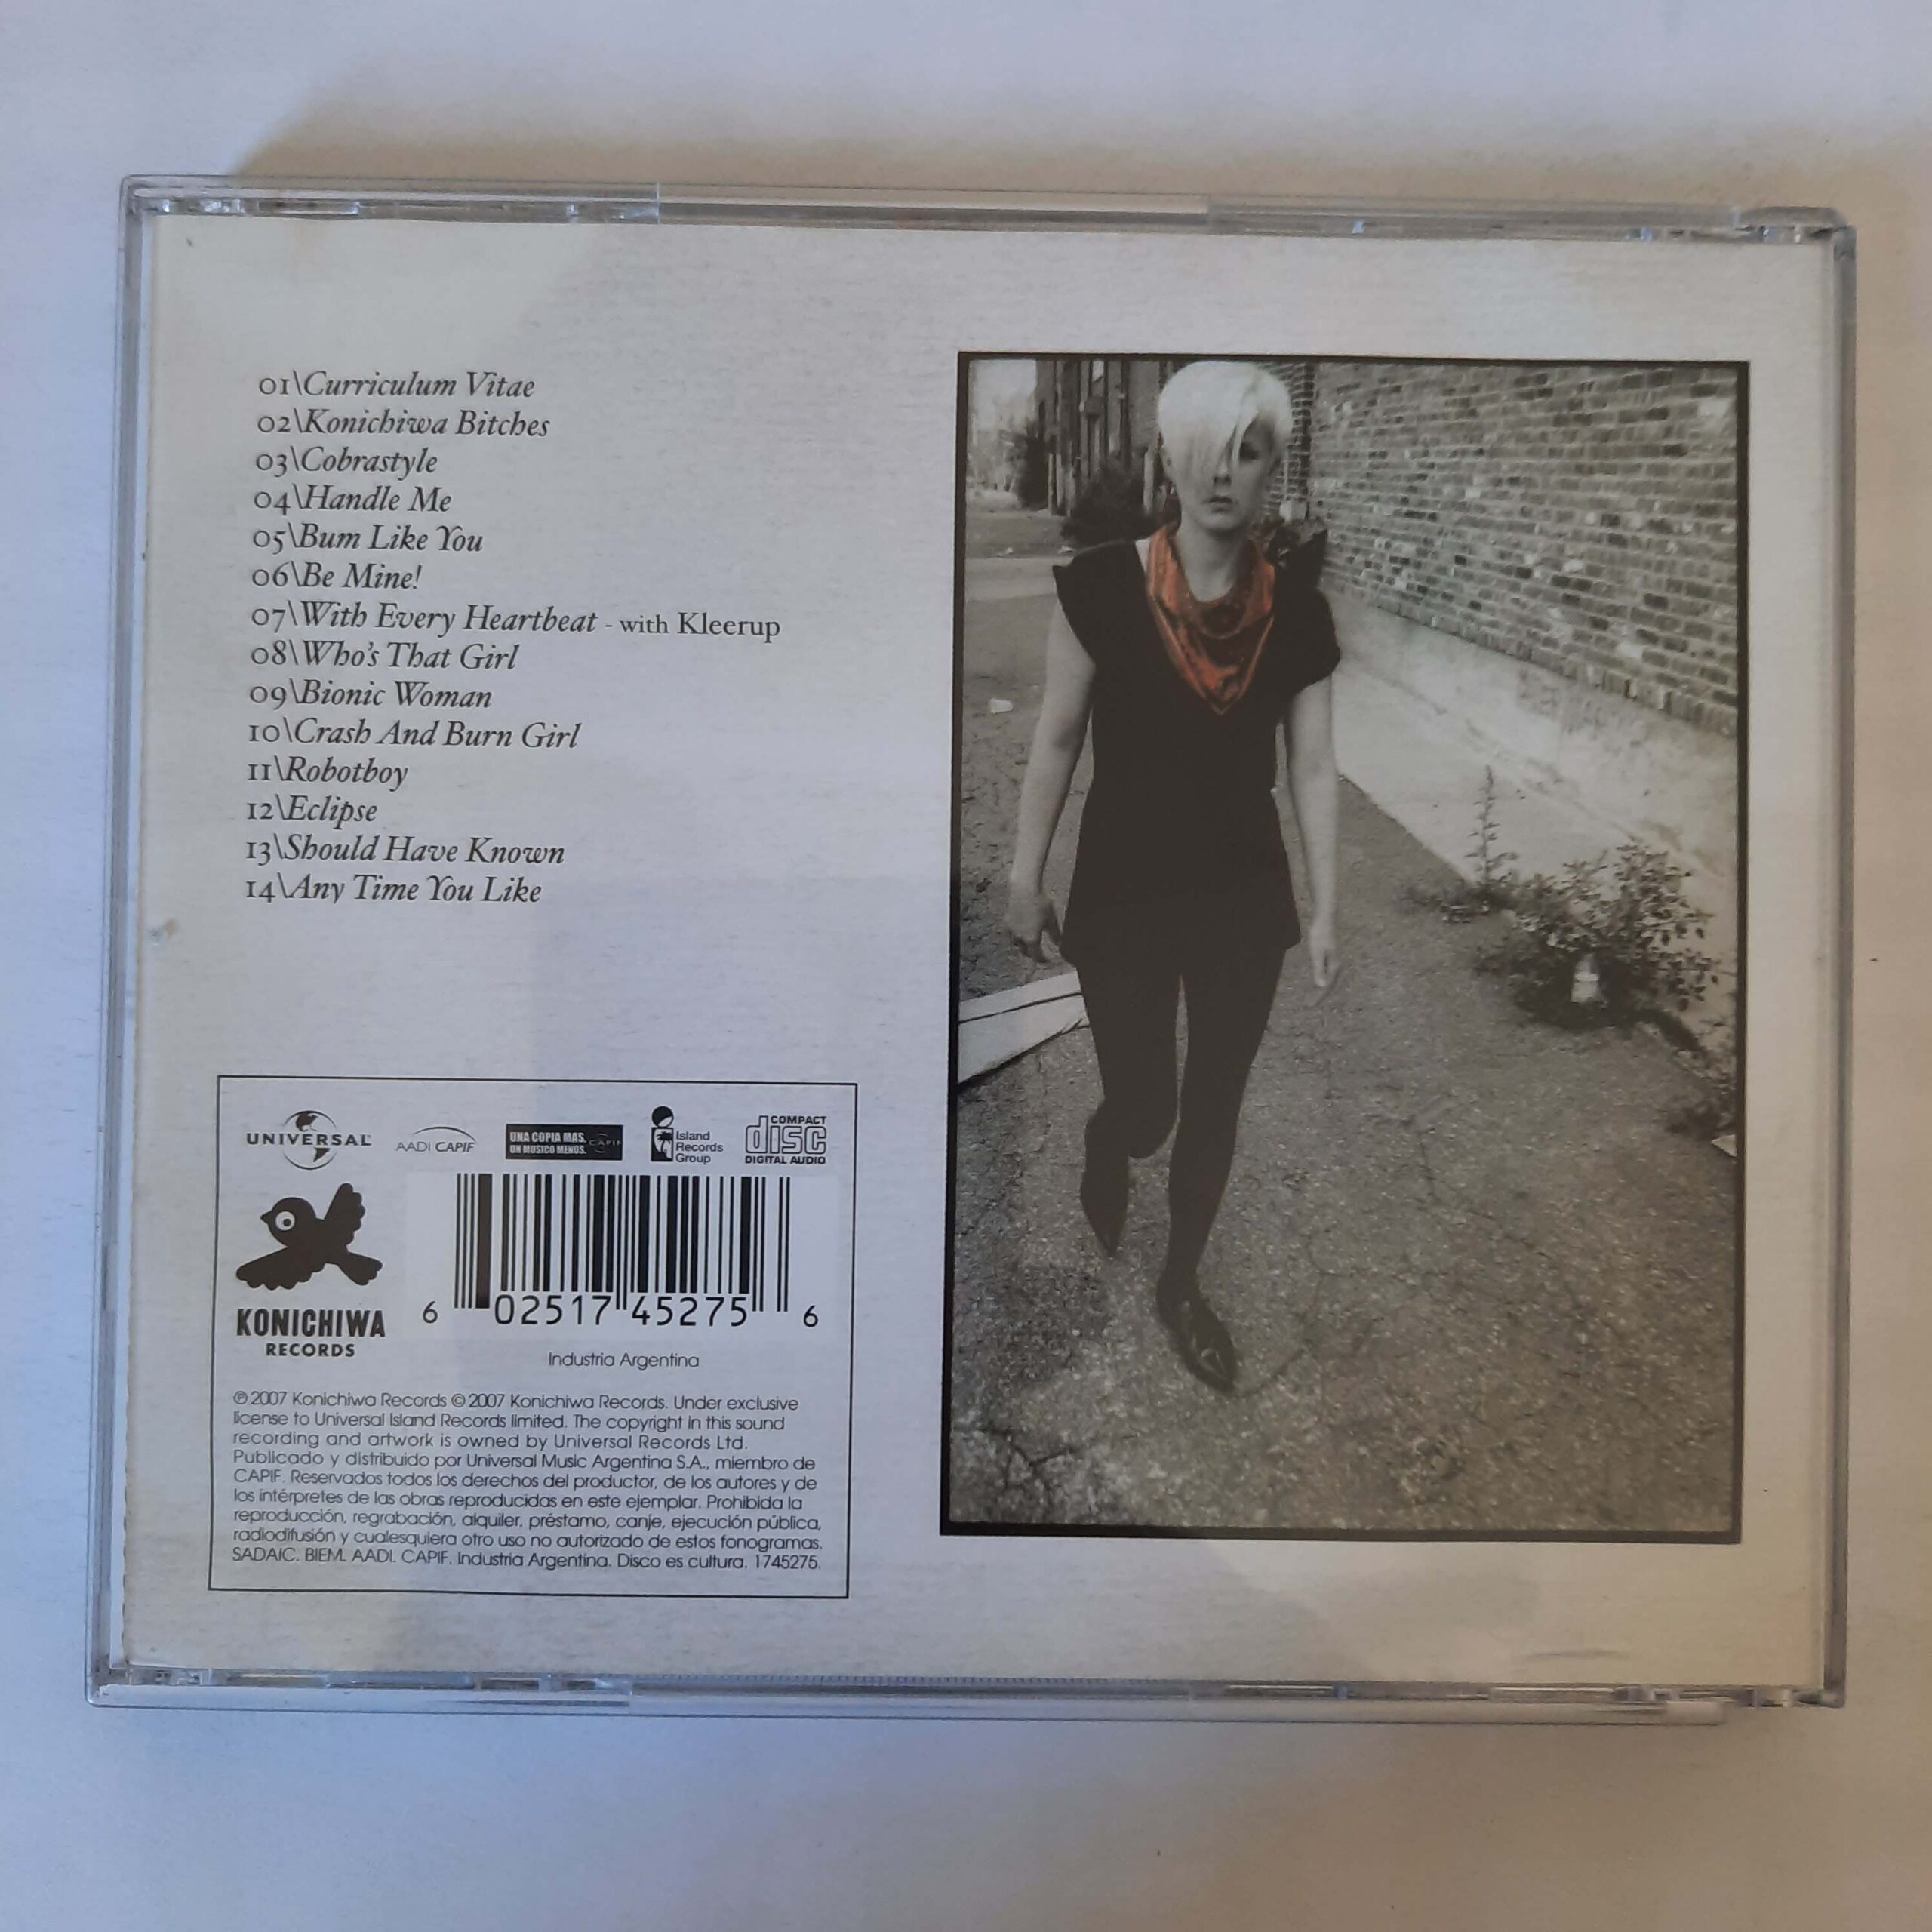 01\Curriculum Vitae
02\Konichiwa Bitches
03\Cobrastyle
04\Handle Me
05\Bum Like You
06\Be Mine!
07\With Every Heartbeat - with Kleerup
08\Who's That Girl
09\Bionic Woman
10\Crash And Burn Girl
11\Robotboy
12\Eclipse
13\Should Have Known
14\Any Time You Like
UNIVERSAL
AADI CAPIF
UNA COPIA MAS,
UN MUSICO MENOS.
CAPIF
Island
Records
Group
COMPACT
disc
DIGITAL AUDIO
KONICHIWA
RECORDS
6 02517 45275 6
Industria Argentina
℗ 2007 Konichiwa Records © 2007 Konichiwa Records. Under exclusive
license to Universal Island Records limited. The copyright in this sound
recording and artwork is owned by Universal Records Ltd.
Publicado y distribuido por Universal Music Argentina S.A., miembro de
CAPIF. Reservados todos los derechos del productor, de los autores y de
los intérpretes de las obras reproducidas en este ejemplar. Prohibida la
reproducción, regrabación, alquiler, préstamo, canje, ejecución pública,
radiodifusión y cualesquiera otro uso no autorizado de estos fonogramas.
SADAIC. BIEM. AADI. CAPIF. Industria Argentina. Disco es cultura. 1745275.